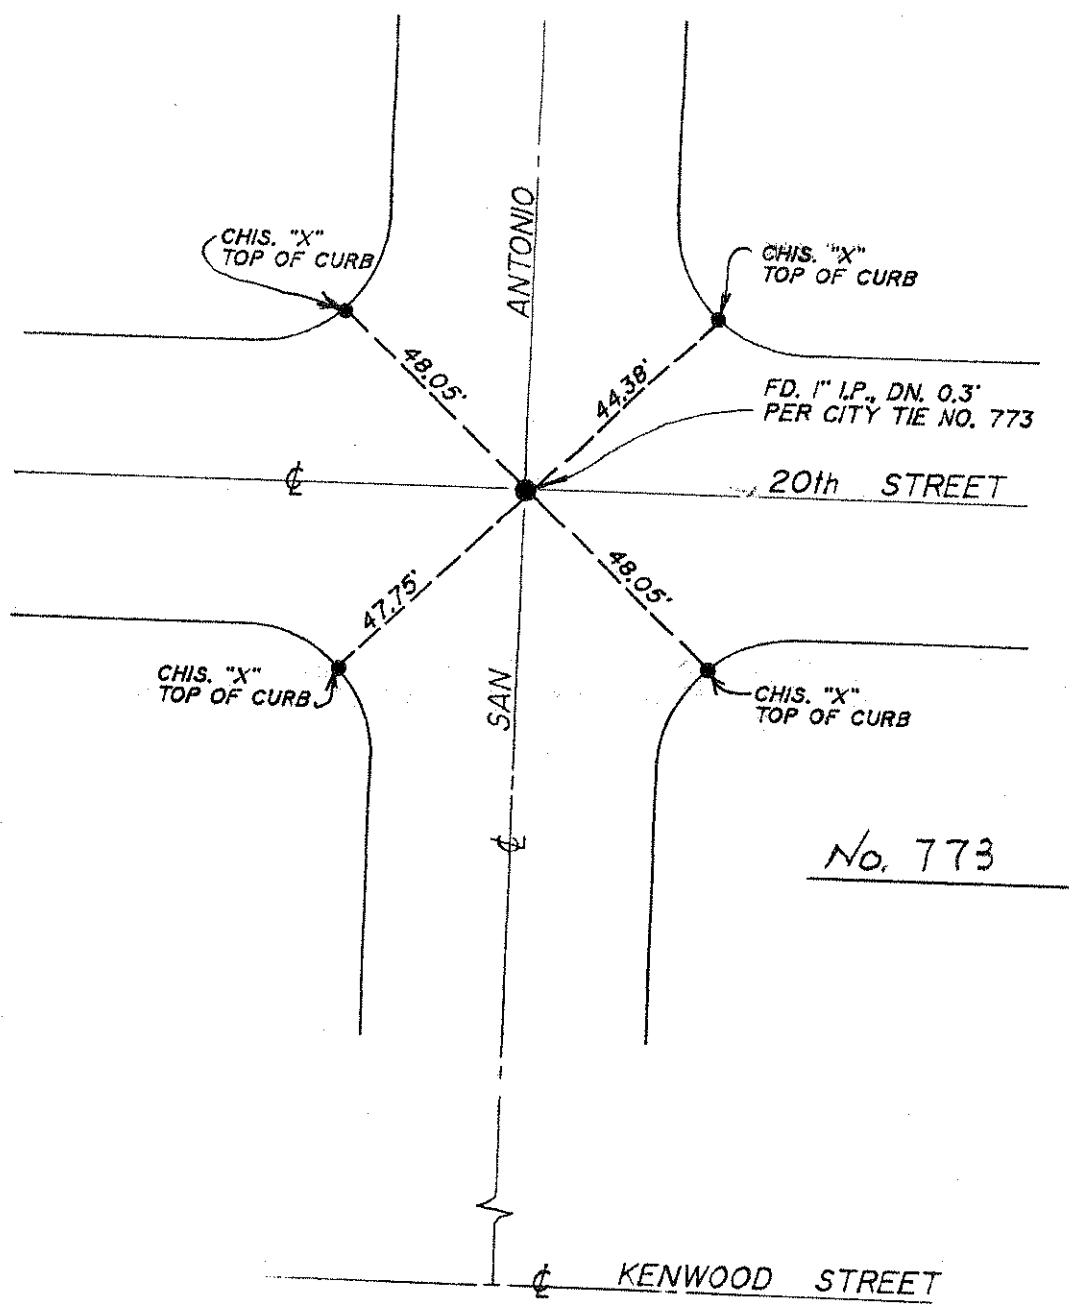 ANTONIO
CHIS. "X"
TOP OF CURB
CHIS. "X"
TOP OF CURB
48.05'
44.38'
FD. 1" I.P., DN. 0.3'
PER CITY TIE NO. 773
℄
20th STREET
47.75'
48.05'
CHIS. "X"
TOP OF CURB
SAN
CHIS. "X"
TOP OF CURB
℄
No. 773
℄ KENWOOD STREET